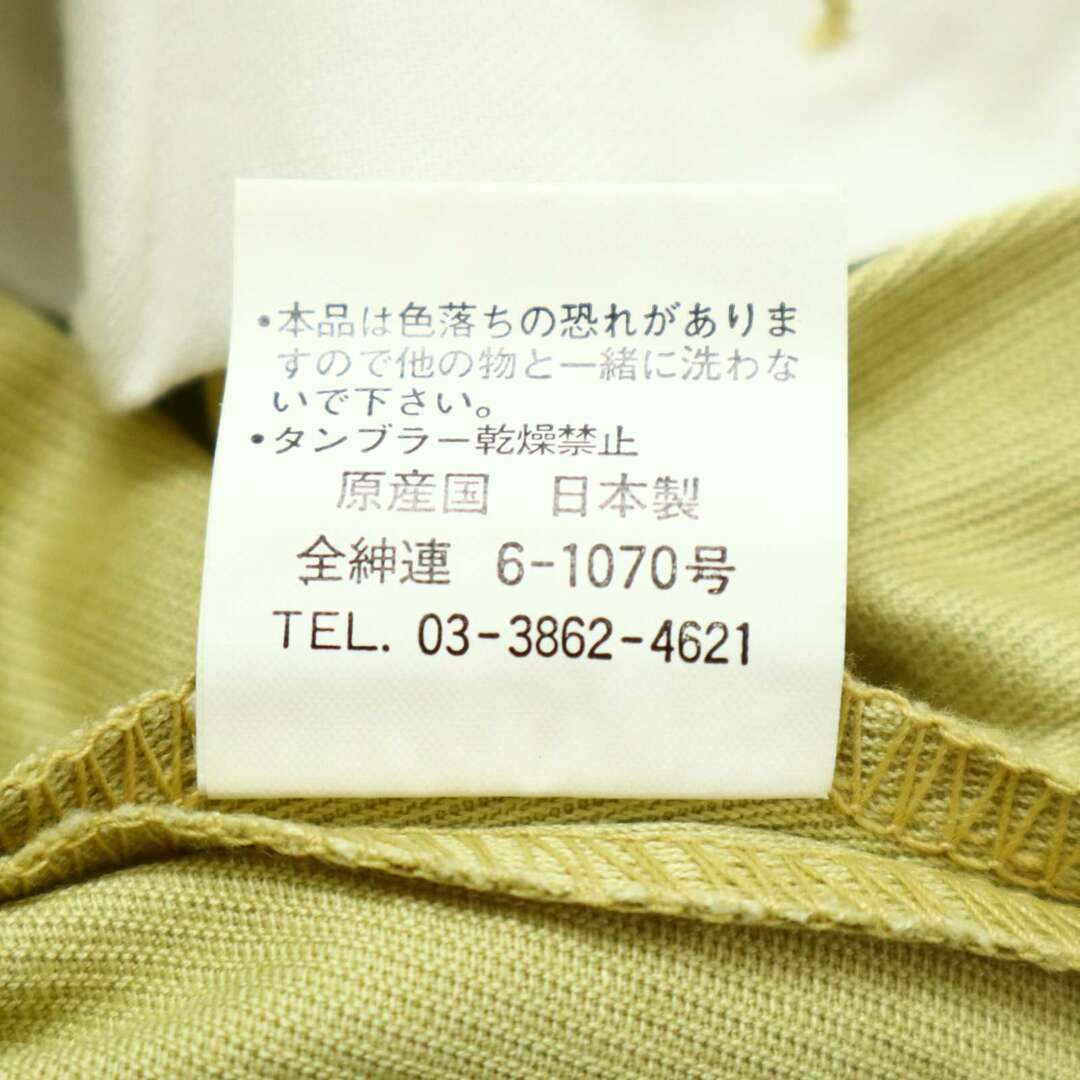 ・本品は色落ちの恐れがありま
すので他の物と一緒に洗わな
いで下さい。
・タンブラー乾燥禁止
原産国　日本製
全紳連　6-1070号
TEL. 03-3862-4621